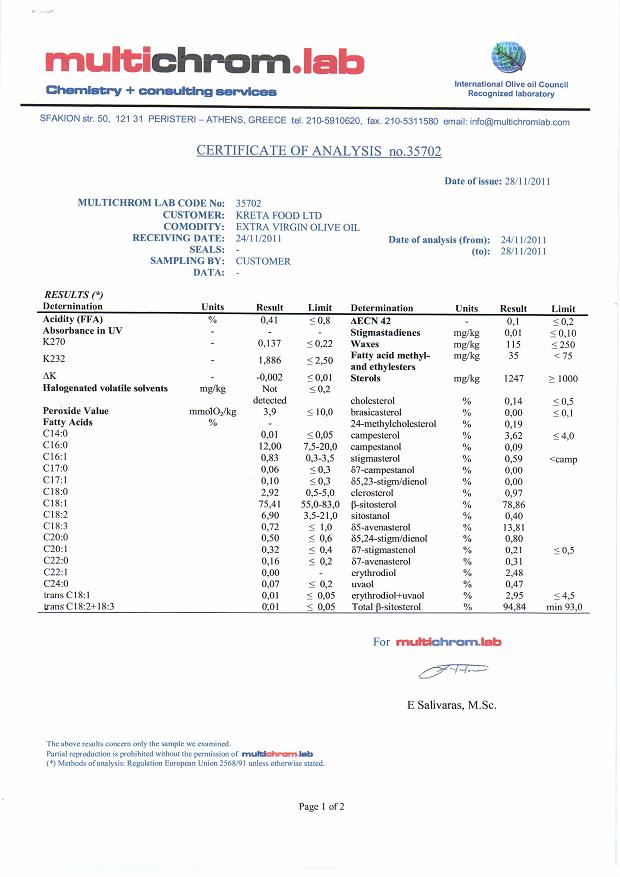 multichrom.lab
Chemistry + consulting services
International Olive oil Council
Recognized laboratory
SFAKION str. 50, 121 31 PERISTERI – ATHENS, GREECE tel. 210-5910620, fax. 210-5311580 email: info@multichromlab.com
CERTIFICATE OF ANALYSIS no.35702
Date of issue: 28/11/2011
MULTICHROM LAB CODE No: 35702
CUSTOMER: KRETA FOOD LTD
COMODITY: EXTRA VIRGIN OLIVE OIL
RECEIVING DATE: 24/11/2011 Date of analysis (from): 24/11/2011
SEALS: - (to): 28/11/2011
SAMPLING BY: CUSTOMER
DATA: -
RESULTS (*)
Determination Units Result Limit Determination Units Result Limit
Acidity (FFA) % 0,41 ≤ 0,8 ΔECN 42 - 0,1 ≤ 0,2
Absorbance in UV - - - Stigmastadienes mg/kg 0,01 ≤ 0,10
K270 - 0,137 ≤ 0,22 Waxes mg/kg 115 ≤ 250
K232 - 1,886 ≤ 2,50 Fatty acid methyl- mg/kg 35 < 75
and ethylesters
ΔK - -0,002 ≤ 0,01 Sterols mg/kg 1247 ≥ 1000
Halogenated volatile solvents mg/kg Not ≤ 0,2
detected cholesterol % 0,14 ≤ 0,5
Peroxide Value mmolO₂/kg 3,9 ≤ 10,0 brasicasterol % 0,00 ≤ 0,1
Fatty Acids % - 24-methylcholesterol % 0,19
C14:0 0,01 ≤ 0,05 campesterol % 3,62 ≤ 4,0
C16:0 12,00 7,5-20,0 campestanol % 0,09
C16:1 0,83 0,3-3,5 stigmasterol % 0,59 <camp
C17:0 0,06 ≤ 0,3 δ7-campestanol % 0,00
C17:1 0,10 ≤ 0,3 δ5,23-stigm/dienol % 0,00
C18:0 2,92 0,5-5,0 clerosterol % 0,97
C18:1 75,41 55,0-83,0 β-sitosterol % 78,86
C18:2 6,90 3,5-21,0 sitostanol % 0,40
C18:3 0,72 ≤ 1,0 δ5-avenasterol % 13,81
C20:0 0,50 ≤ 0,6 δ5,24-stigm/dienol % 0,80
C20:1 0,32 ≤ 0,4 δ7-stigmastenol % 0,21 ≤ 0,5
C22:0 0,16 ≤ 0,2 δ7-avenasterol % 0,31
C22:1 0,00 - erythrodiol % 2,48
C24:0 0,07 ≤ 0,2 uvaol % 0,47
trans C18:1 0,01 ≤ 0,05 erythrodiol+uvaol % 2,95 ≤ 4,5
trans C18:2+18:3 0,01 ≤ 0,05 Total β-sitosterol % 94,84 min 93,0
For multichrom.lab
E Salivaras, M.Sc.
The above results concern only the sample we examined.
Partial reproduction is prohibited without the permission of multichrom.lab
(*) Methods of analysis: Regulation European Union 2568/91 unless otherwise stated.
Page 1 of 2